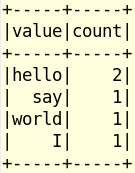 +-----+-----+
|value|count|
+-----+-----+
|hello|    2|
|  say|    1|
|world|    1|
|    I|    1|
+-----+-----+